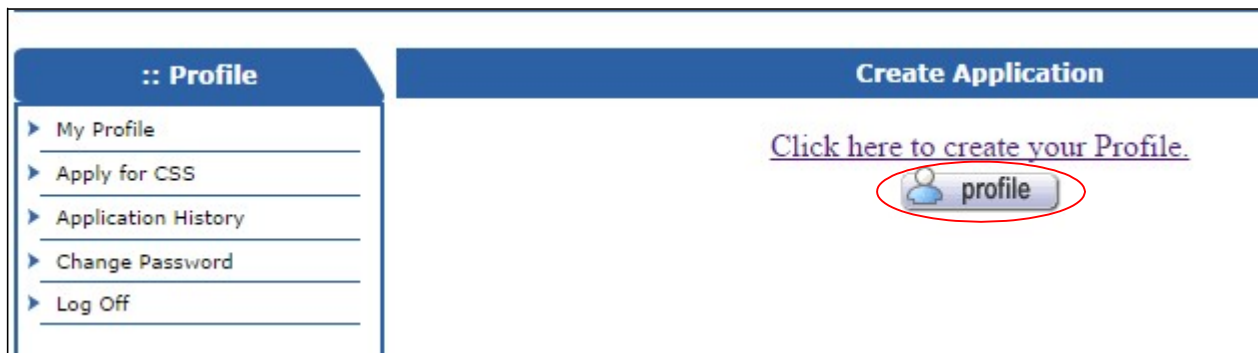 :: Profile
My Profile
Apply for CSS
Application History
Change Password
Log Off
Create Application
Click here to create your Profile.
profile